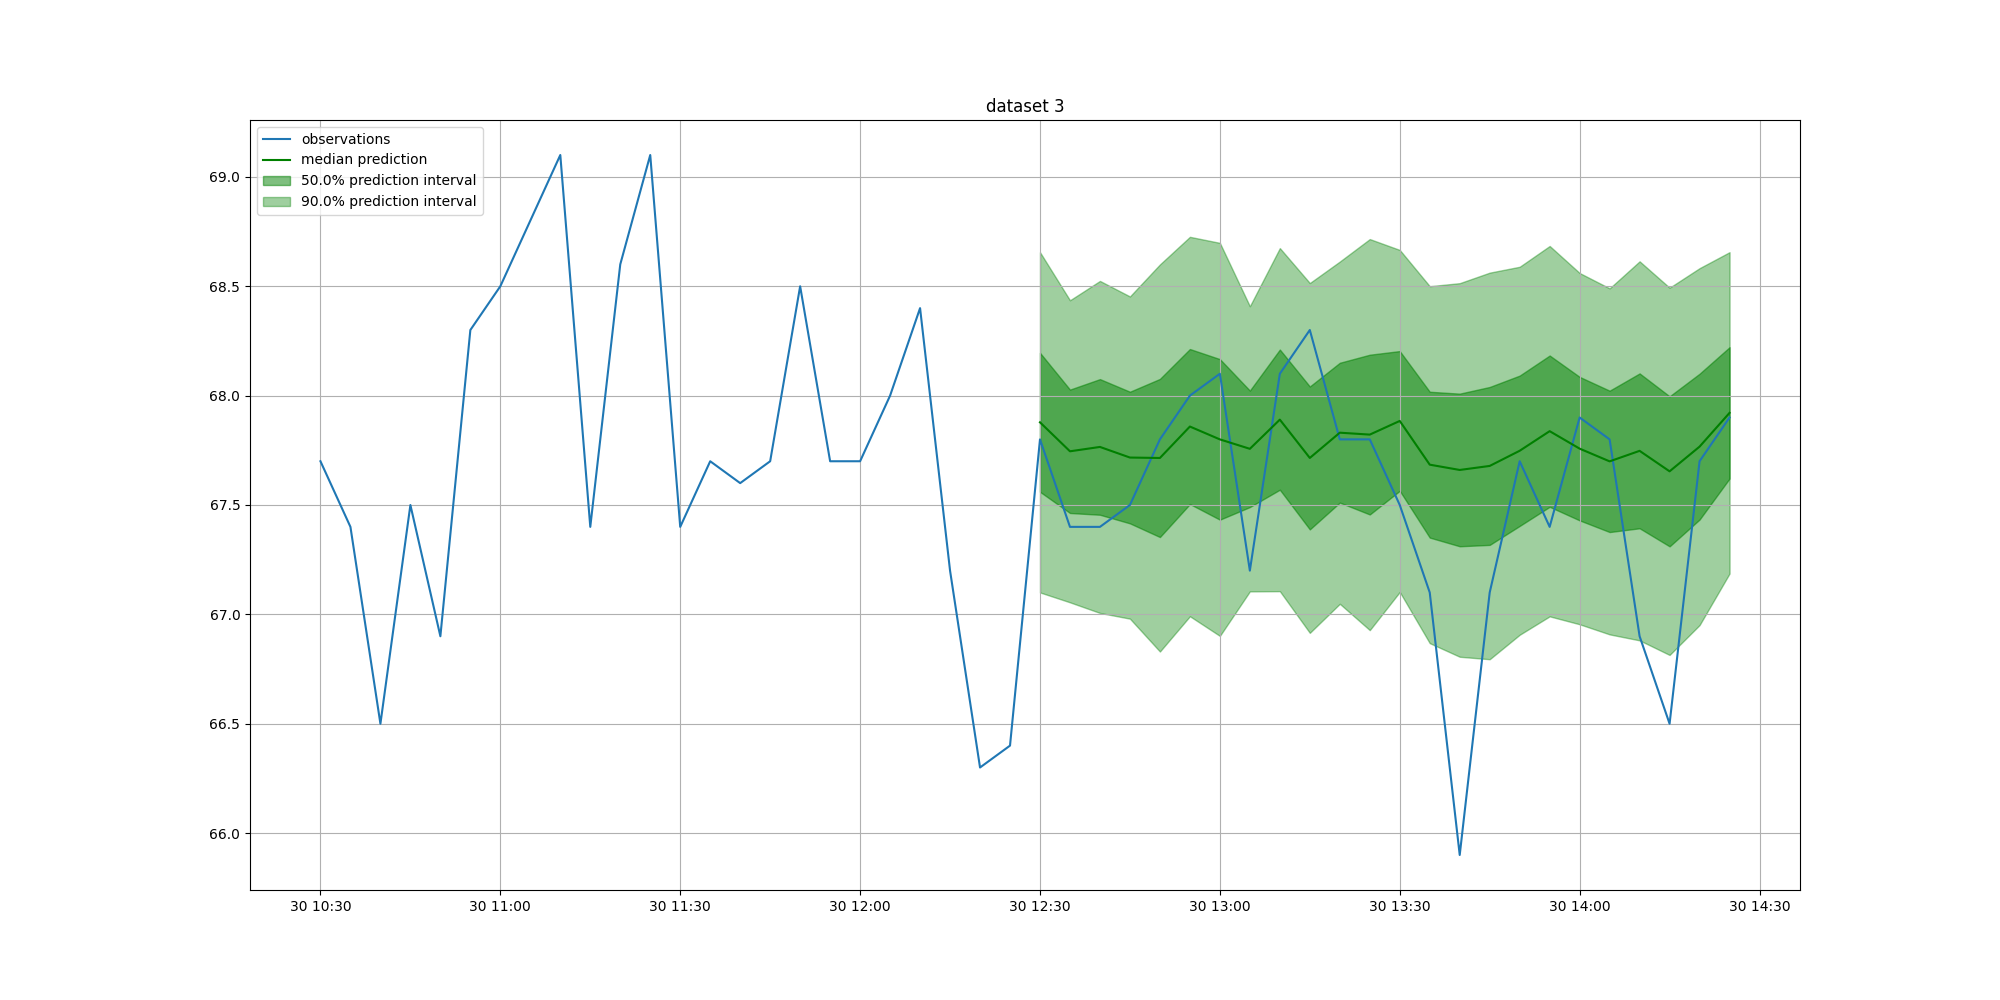 dataset 3
observations
median prediction
50.0% prediction interval
90.0% prediction interval
69.0
68.5
68.0
67.5
67.0
66.5
66.0
30 10:30 30 11:00 30 11:30 30 12:00 30 12:30 30 13:00 30 13:30 30 14:00 30 14:30